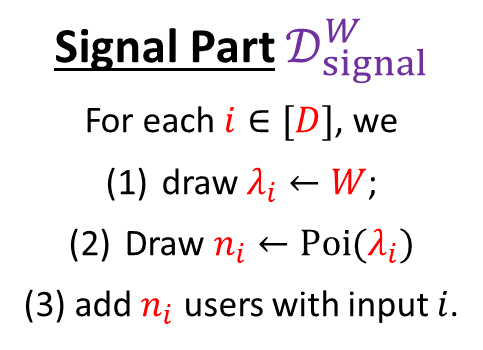 Signal Part 𝒟^W_signal
For each i ∈ [D], we
(1) draw λ_i ← W;
(2) Draw n_i ← Poi(λ_i)
(3) add n_i users with input i.